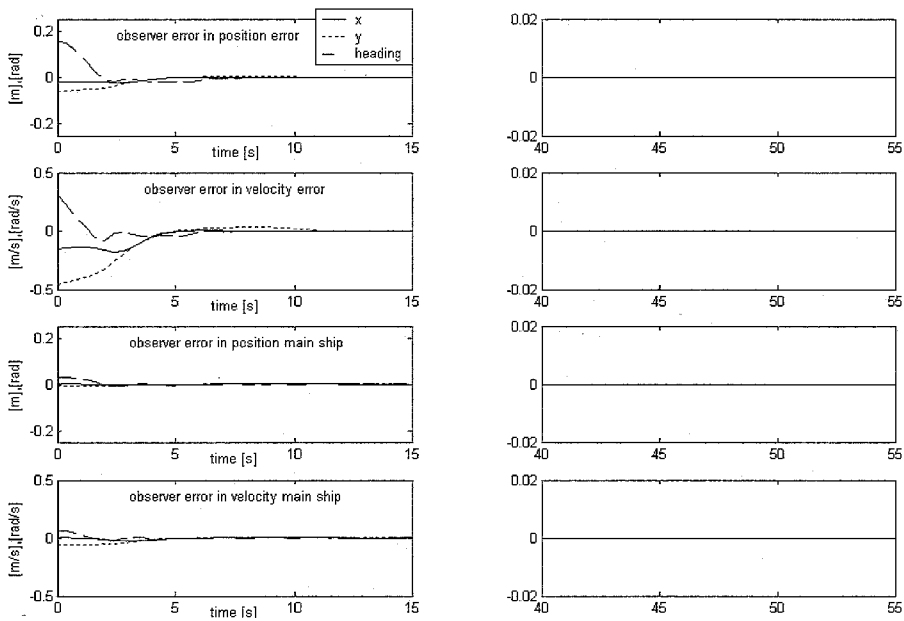 x
y
heading
observer error in position error
0.2
0
-0.2
[m],[rad]
0 5 10 15
time [s]
0.02
0
-0.02
40 45 50 55
observer error in velocity error
0.5
0
-0.5
[m/s],[rad/s]
0 5 10 15
time [s]
0.02
0
-0.02
40 45 50 55
observer error in position main ship
0.2
0
-0.2
[m],[rad]
0 5 10 15
time [s]
0.02
0
-0.02
40 45 50 55
observer error in velocity main ship
0.5
0
-0.5
[m/s],[rad/s]
0 5 10 15
time [s]
0.02
0
-0.02
40 45 50 55